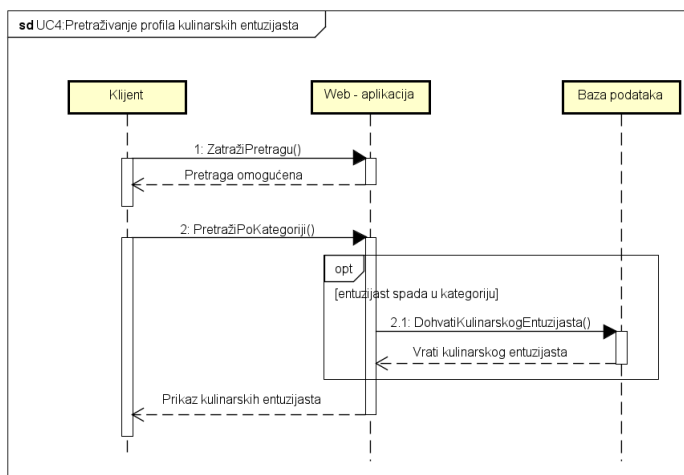 sd UC4:Pretraživanje profila kulinarskih entuzijasta
Klijent
Web - aplikacija
Baza podataka
1: ZatražiPretragu()
Pretraga omogućena
2: PretražiPoKategoriji()
opt
[entuzijast spada u kategoriju]
2.1: DohvatiKulinarskogEntuzijasta()
Vrati kulinarskog entuzijasta
Prikaz kulinarskih entuzijasta